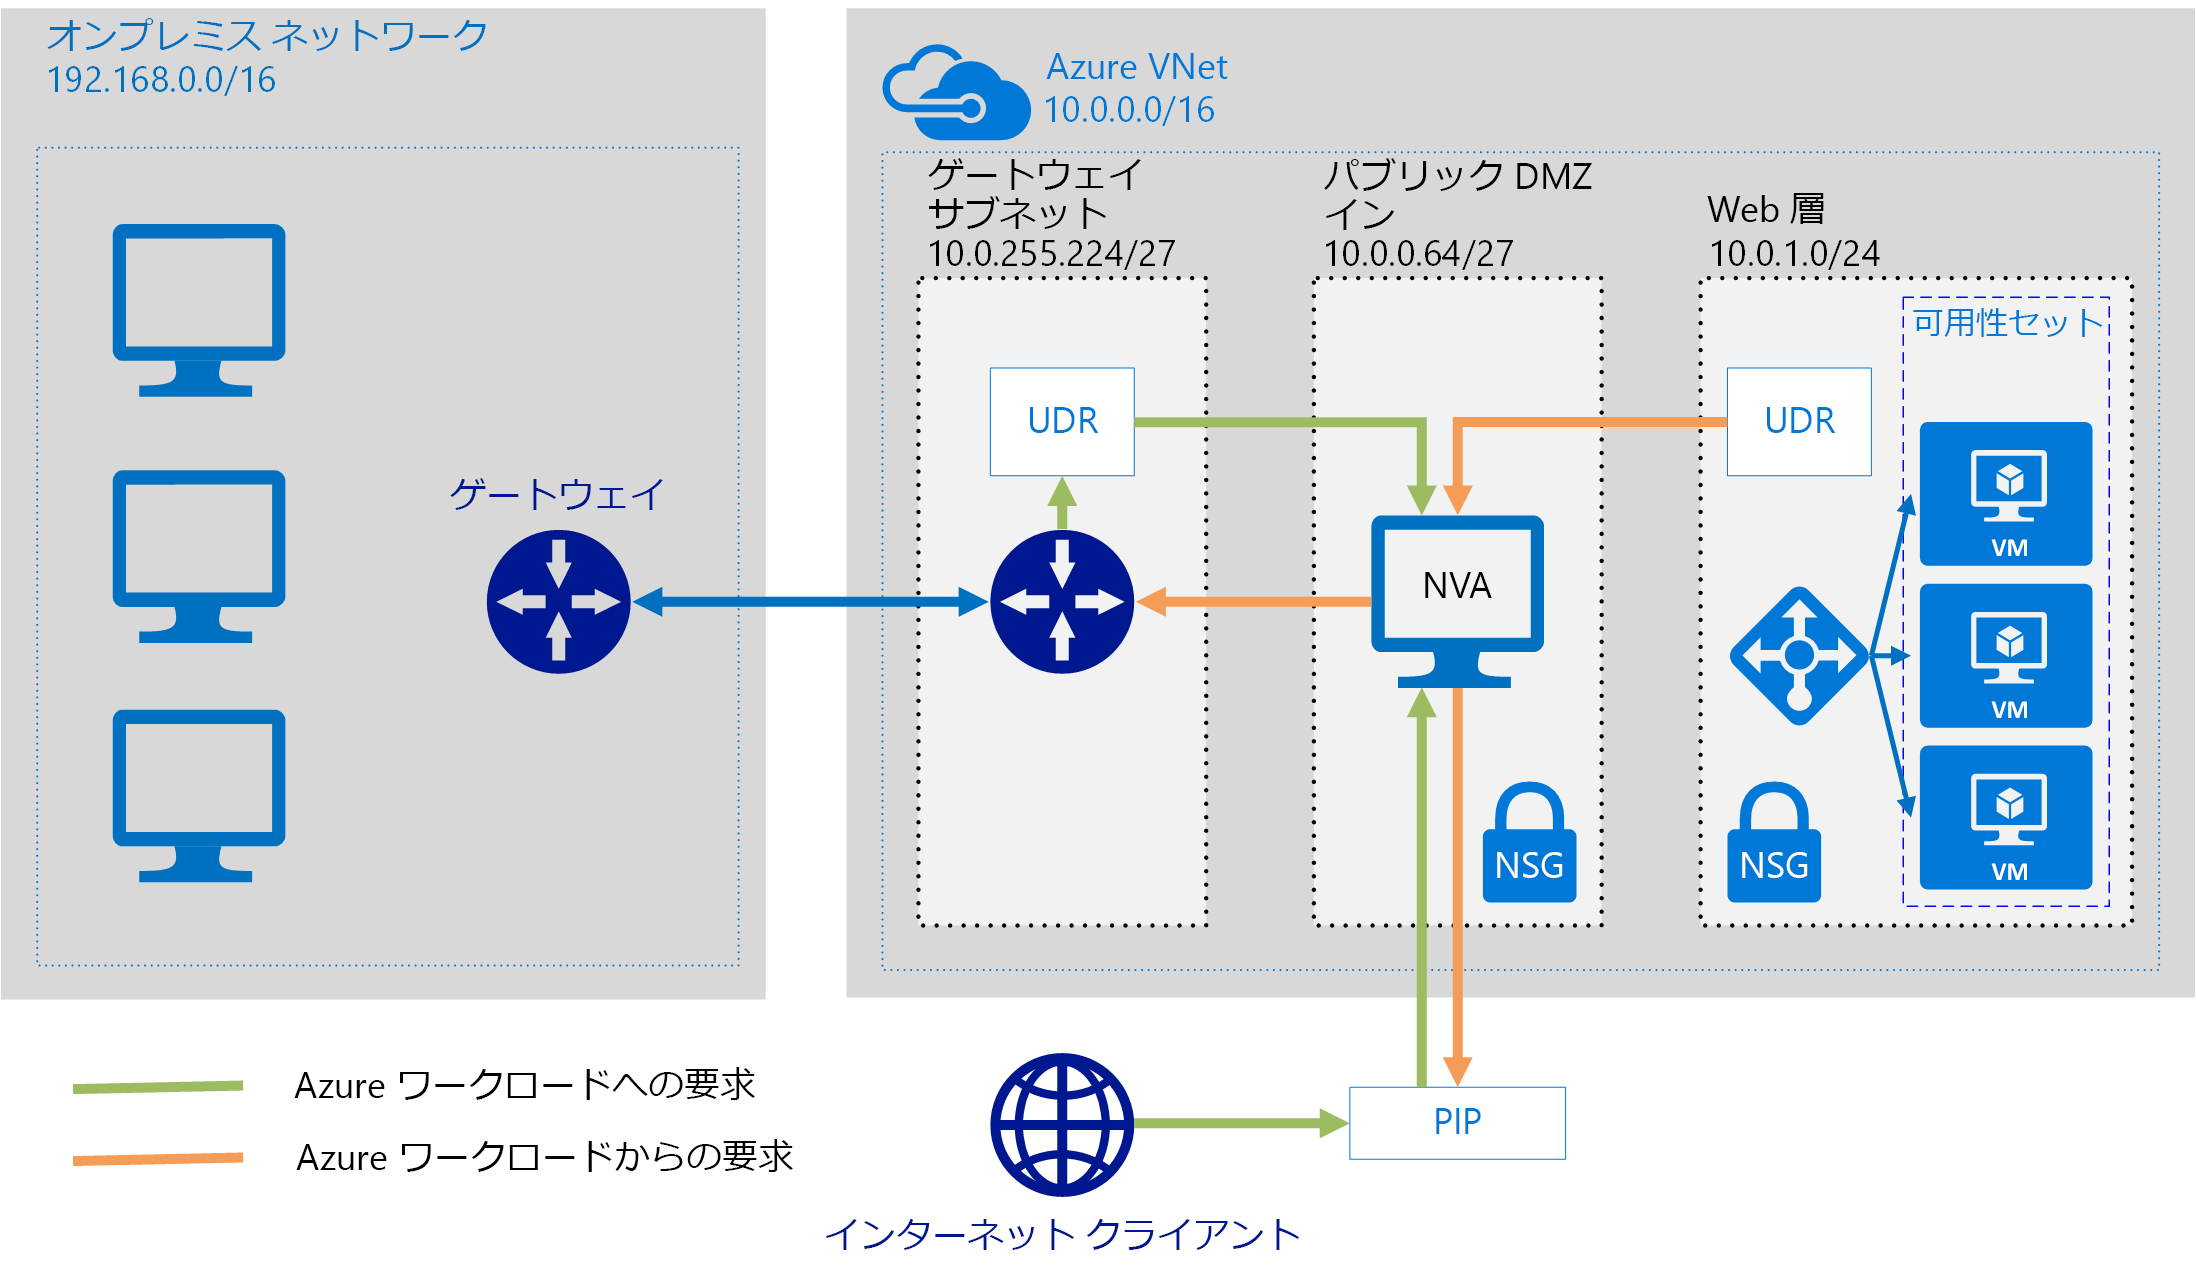 オンプレミス ネットワーク
192.168.0.0/16
Azure VNet
10.0.0.0/16
ゲートウェイ
サブネット
10.0.255.224/27
パブリック DMZ
イン
10.0.0.64/27
Web 層
10.0.1.0/24
可用性セット
UDR
UDR
ゲートウェイ
NVA
VM
VM
VM
NSG
NSG
Azure ワークロードへの要求
Azure ワークロードからの要求
PIP
インターネット クライアント